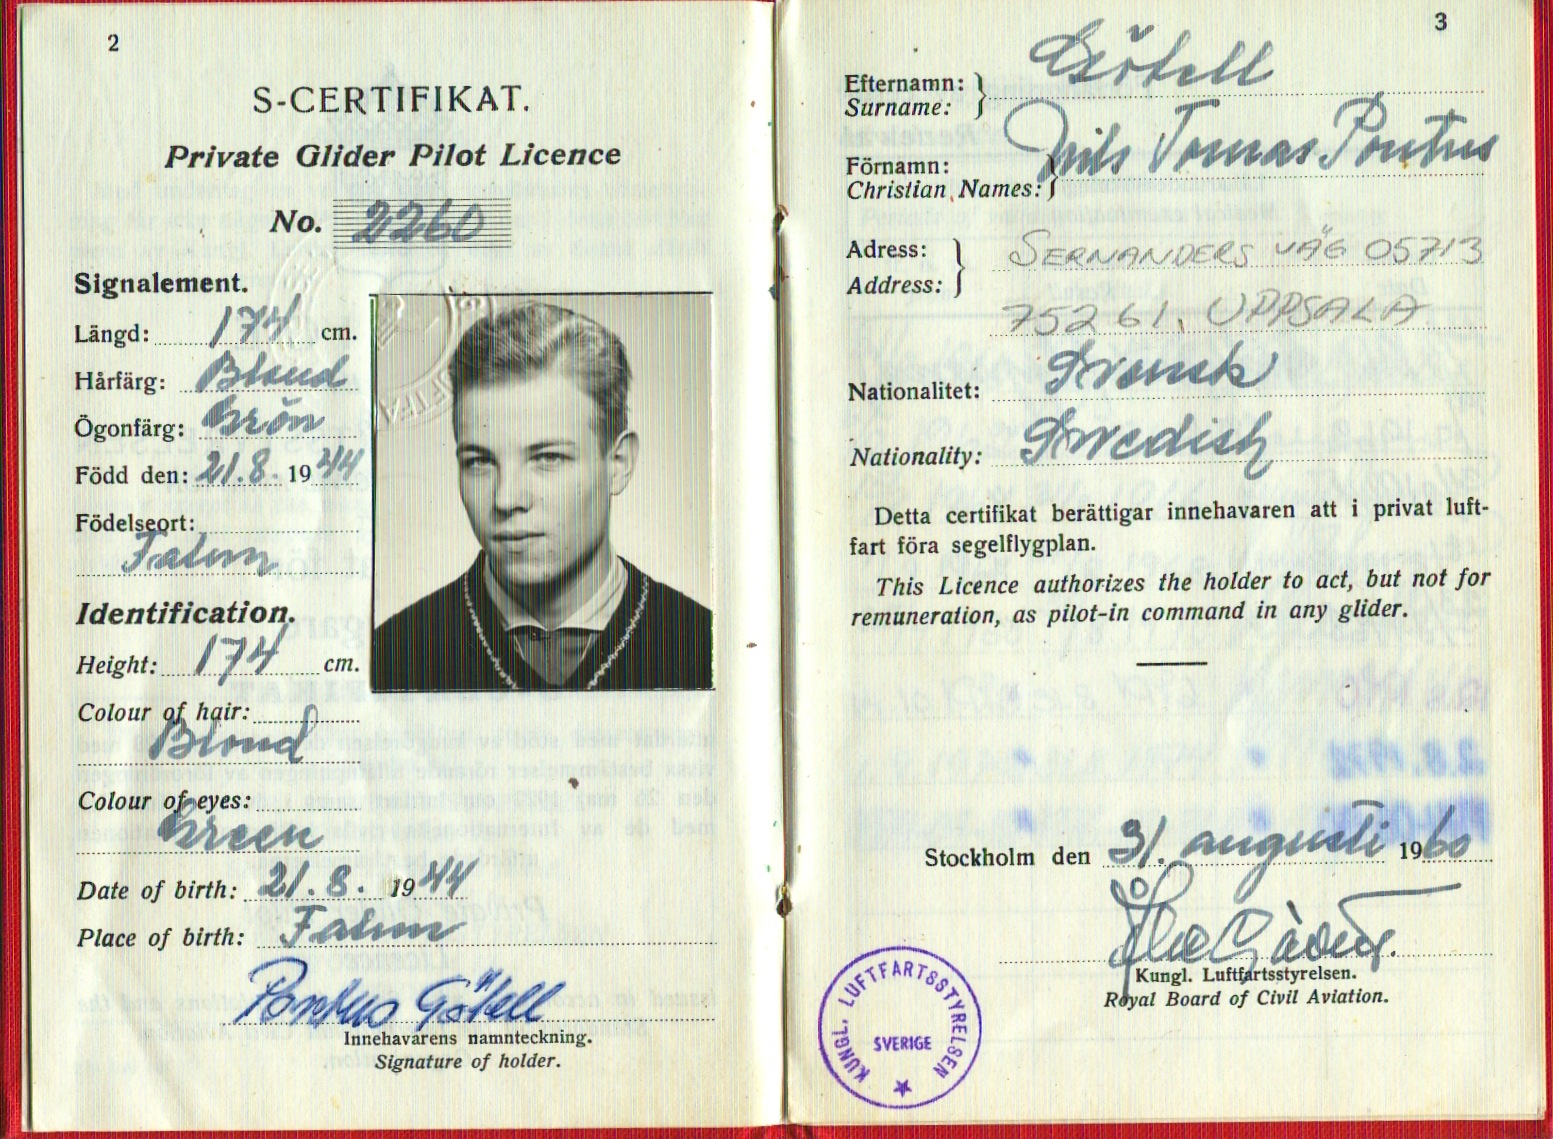 2
S-CERTIFIKAT.
Private Glider Pilot Licence
No. 2260
Signalement.
Längd: 174 cm.
Hårfärg: Blond
Ögonfärg: Grön
Född den: 21.8. 1944
Födelseort:
Falun
Identification.
Height: 174 cm.
Colour of hair:
Blond
Colour of eyes:
Green
Date of birth: 21.8. 1944
Place of birth: Falun
Pontus Götell
Innehavarens namnteckning.
Signature of holder.
3
Efternamn: Götell
Surname:
Förnamn: Nils Tomas Pontus
Christian Names:
Adress: SERNANDERS VÄG 05713
Address:
752 61, UPPSALA
Nationalitet: Svensk
Nationality: Swedish
Detta certifikat berättigar innehavaren att i privat luft-
fart föra segelflygplan.
This Licence authorizes the holder to act, but not for
remuneration, as pilot-in command in any glider.
Stockholm den 31. augusti 1960
Kungl. Luftfartsstyrelsen.
Royal Board of Civil Aviation.
KUNGL. LUFTFARTSSTYRELSEN
SVERIGE